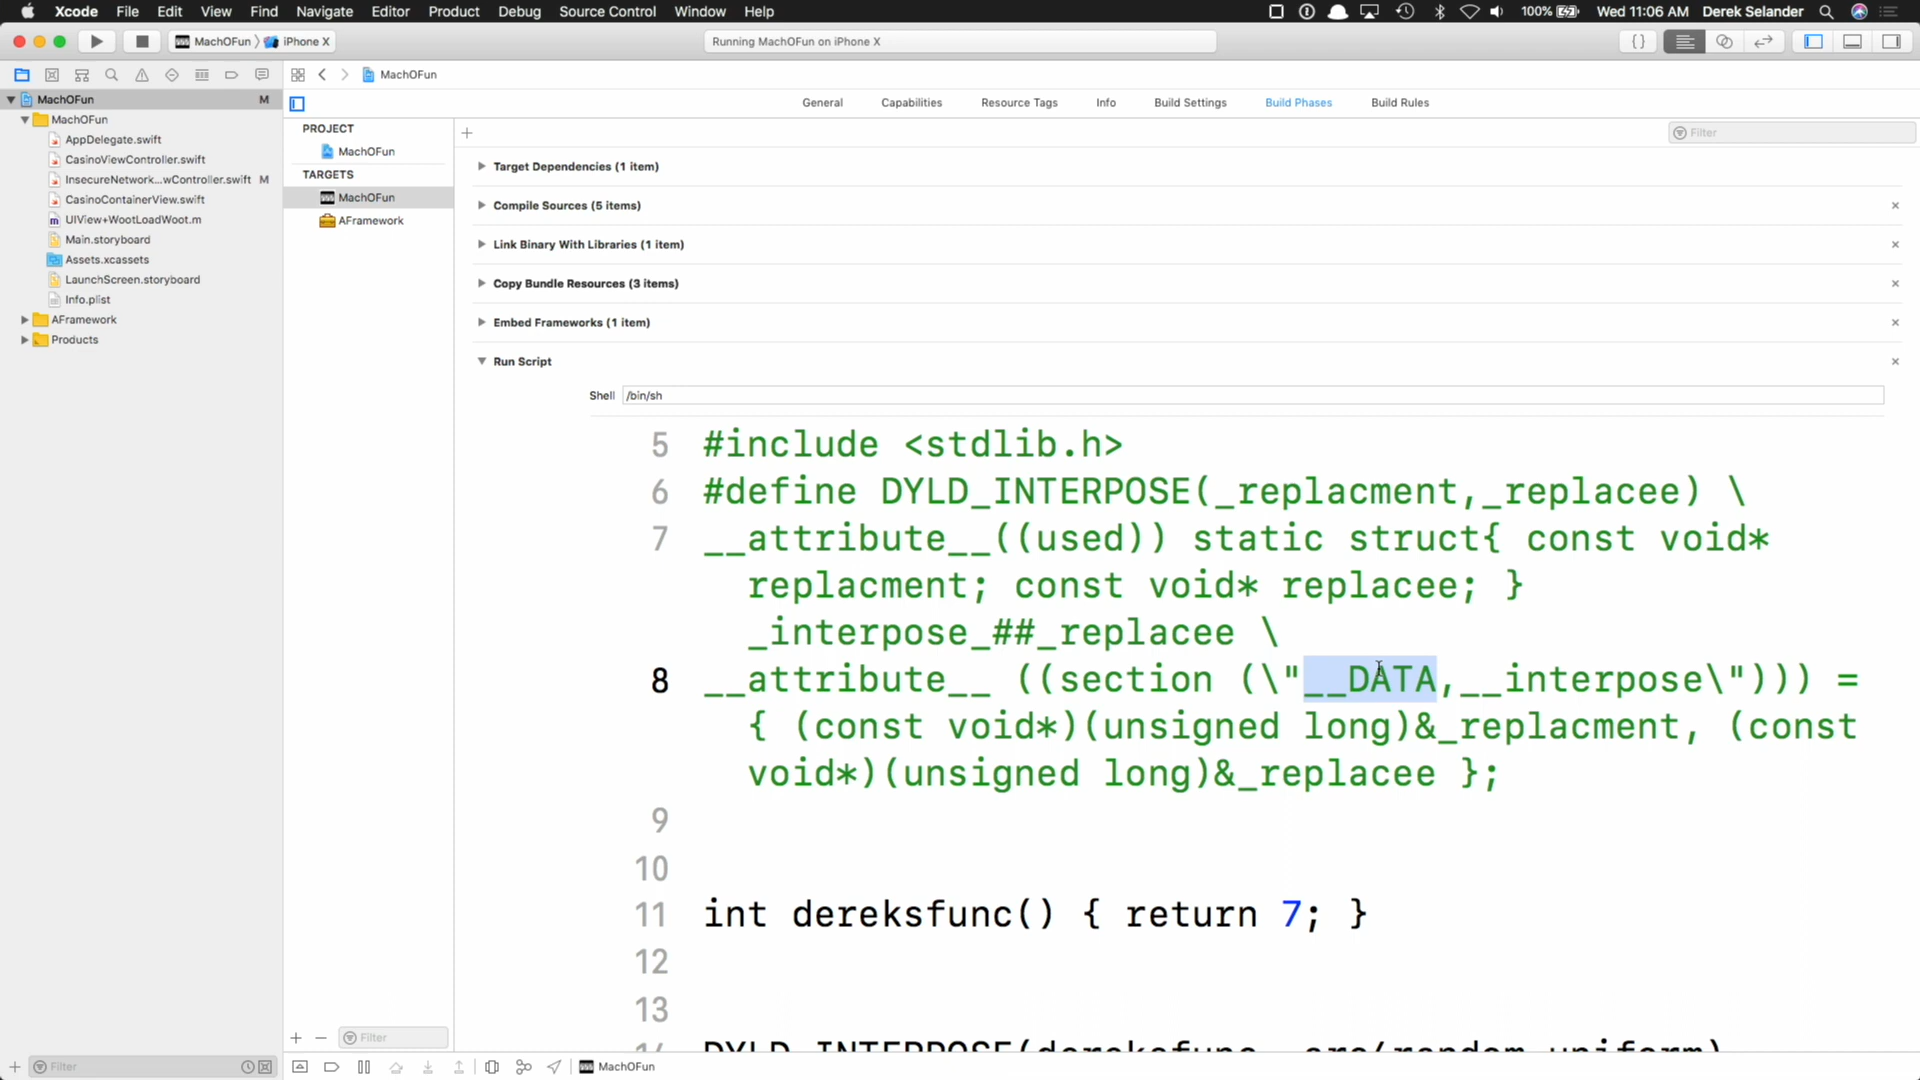 Xcode File Edit View Find Navigate Editor Product Debug Source Control Window Help 100% Wed 11:06 AM Derek Selander
MachOFun iPhone X Running MachOFun on iPhone X
MachOFun
General Capabilities Resource Tags Info Build Settings Build Phases Build Rules
MachOFun M
MachOFun
AppDelegate.swift
CasinoViewController.swift
InsecureNetwork...wController.swift M
CasinoContainerView.swift
UIView+WootLoadWoot.m
Main.storyboard
Assets.xcassets
LaunchScreen.storyboard
Info.plist
AFramework
Products
PROJECT
MachOFun
TARGETS
MachOFun
AFramework
Filter
Target Dependencies (1 item)
Compile Sources (5 items)
Link Binary With Libraries (1 item)
Copy Bundle Resources (3 items)
Embed Frameworks (1 item)
Run Script
Shell /bin/sh
5 #include <stdlib.h>
6 #define DYLD_INTERPOSE(_replacment,_replacee) \
7 __attribute__((used)) static struct{ const void*
replacment; const void* replacee; }
_interpose_##_replacee \
8 __attribute__ ((section (\"__DATA,__interpose\"))) =
{ (const void*)(unsigned long)&_replacment, (const
void*)(unsigned long)&_replacee };
9
10
11 int dereksfunc() { return 7; }
12
13
14 DYLD_INTERPOSE(dereksfunc, arc4random_uniform)
Filter
Filter
MachOFun